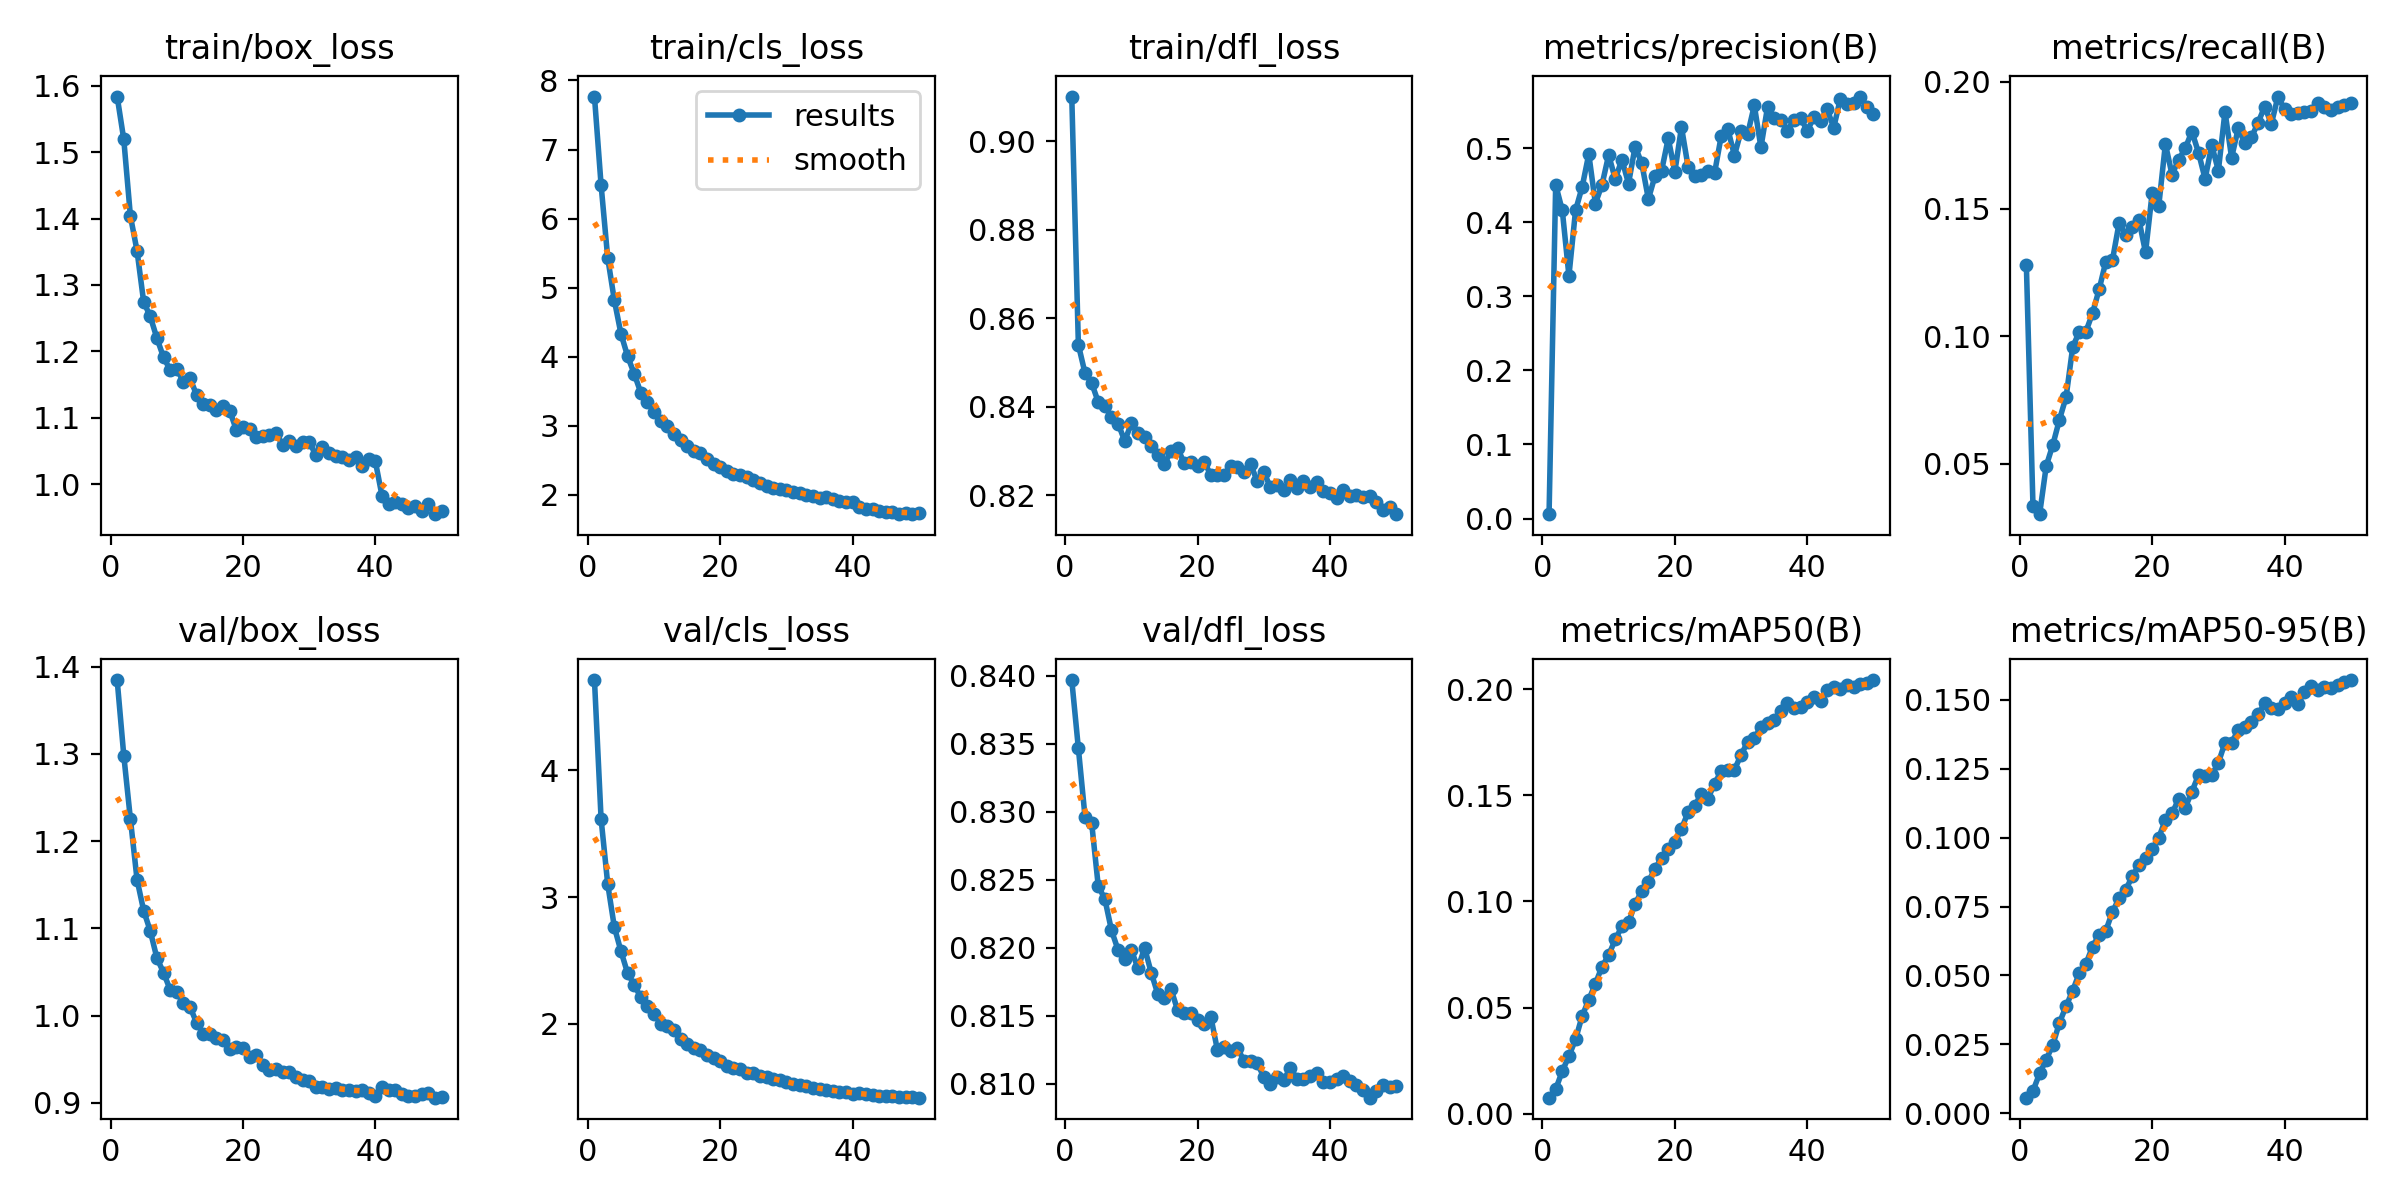 train/box_loss
1.6
1.5
1.4
1.3
1.2
1.1
1.0
0 20 40
train/cls_loss
results
smooth
8
7
6
5
4
3
2
0 20 40
train/dfl_loss
0.90
0.88
0.86
0.84
0.82
0 20 40
metrics/precision(B)
0.5
0.4
0.3
0.2
0.1
0.0
0 20 40
metrics/recall(B)
0.20
0.15
0.10
0.05
0 20 40
val/box_loss
1.4
1.3
1.2
1.1
1.0
0.9
0 20 40
val/cls_loss
4
3
2
0 20 40
val/dfl_loss
0.840
0.835
0.830
0.825
0.820
0.815
0.810
0 20 40
metrics/mAP50(B)
0.20
0.15
0.10
0.05
0.00
0 20 40
metrics/mAP50-95(B)
0.150
0.125
0.100
0.075
0.050
0.025
0.000
0 20 40